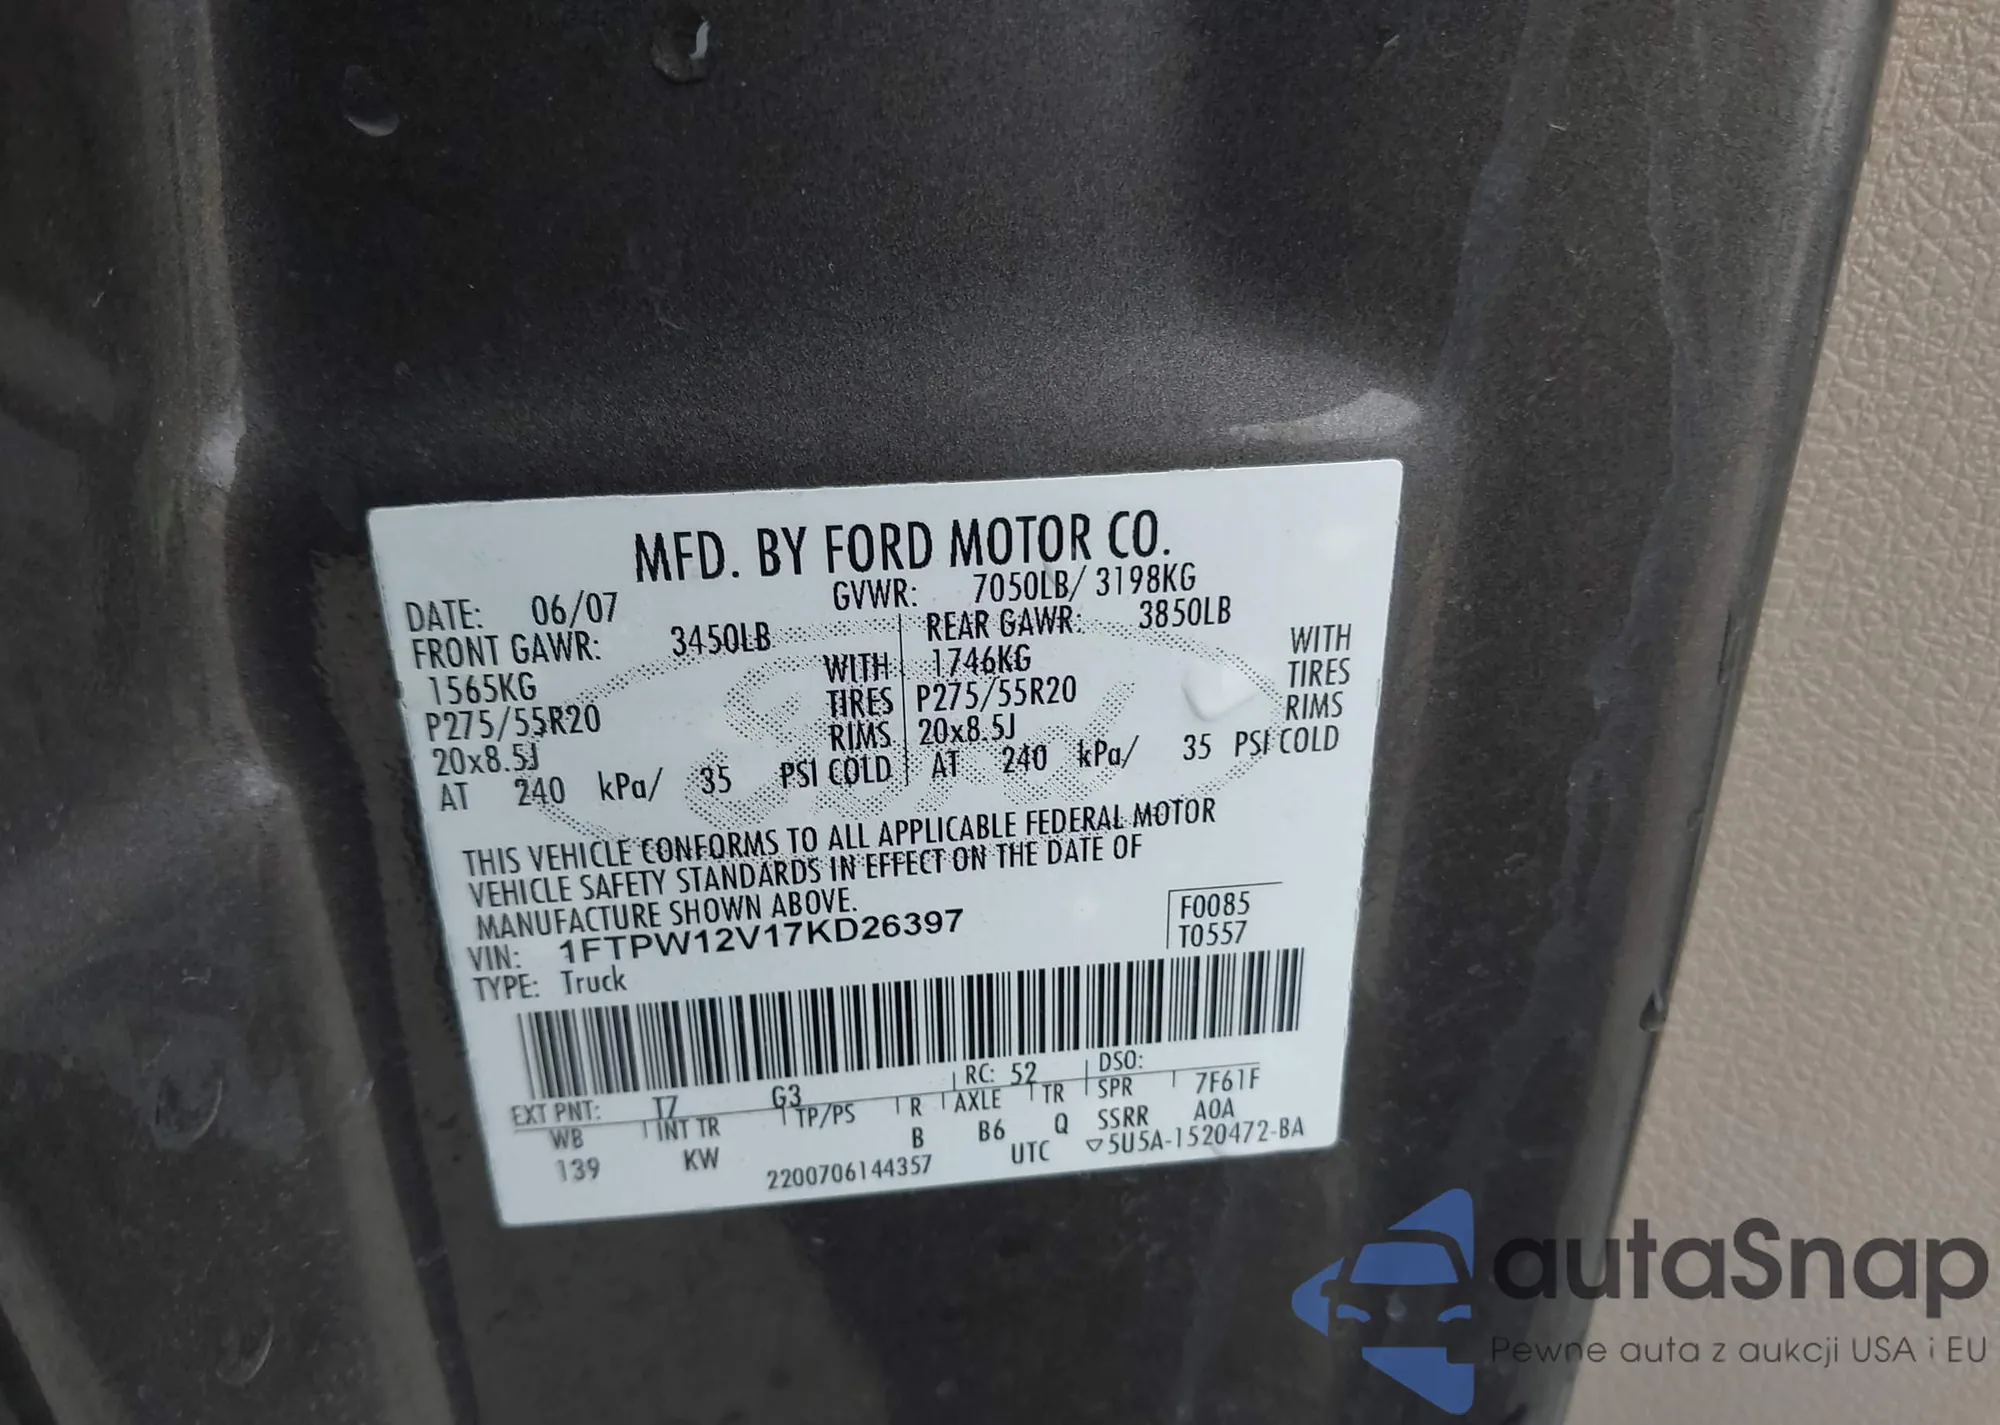 MFD. BY FORD MOTOR CO.
DATE: 06/07 GVWR: 7050LB/ 3198KG
FRONT GAWR: 3450LB REAR GAWR: 3850LB
1565KG WITH 1746KG WITH
P275/55R20 TIRES P275/55R20 TIRES
20x8.5J RIMS 20x8.5J RIMS
AT 240 kPa/ 35 PSI COLD AT 240 kPa/ 35 PSI COLD
THIS VEHICLE CONFORMS TO ALL APPLICABLE FEDERAL MOTOR
VEHICLE SAFETY STANDARDS IN EFFECT ON THE DATE OF
MANUFACTURE SHOWN ABOVE.
VIN: 1FTPW12V17KD26397
F0085
T0557
TYPE: Truck
EXT PNT: T7 G3 RC: 52 DSO:
WB INT TR TP/PS R AXLE TR SPR 7F61F
139 KW B B6 Q SSRR A0A
2200706144357 UTC ▽5U5A-1520472-BA
autaSnap
Pewne auta z aukcji USA i EU